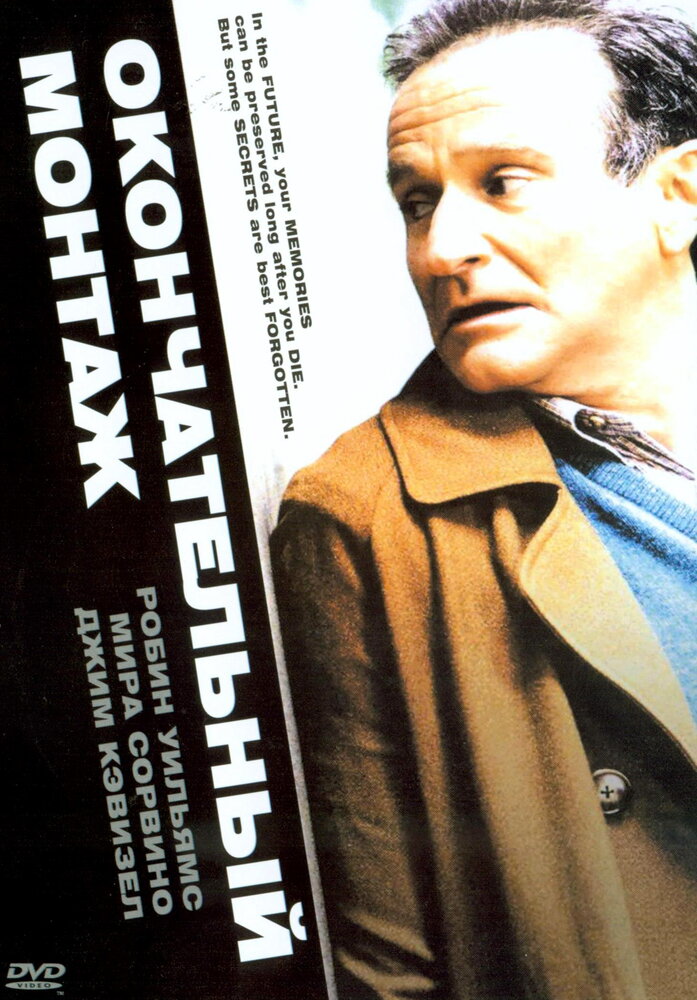 In the FUTURE, your MEMORIES
can be preserved long after you DIE.
But some SECRETS are best FORGOTTEN.
ОКОНЧАТЕЛЬНЫЙ
МОНТАЖ
РОБИН УИЛЬЯМС
МИРА СОРВИНО
ДЖИМ КЭВИЗЕЛ
DVD
VIDEO
TM